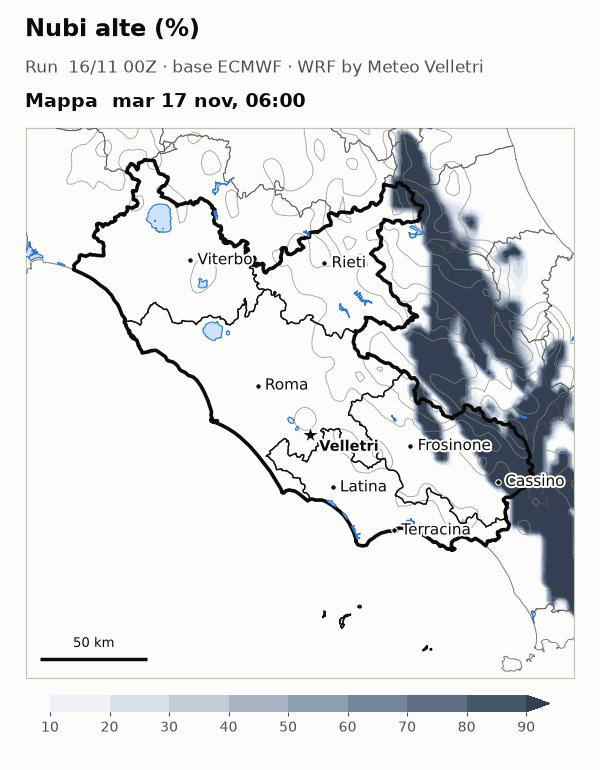 Nubi alte (%)
Run  16/11 00Z · base ECMWF · WRF by Meteo Velletri
Mappa  mar 17 nov, 06:00
Viterbo
Rieti
Roma
Velletri
Frosinone
Cassino
Latina
Terracina
50 km
10 20 30 40 50 60 70 80 90